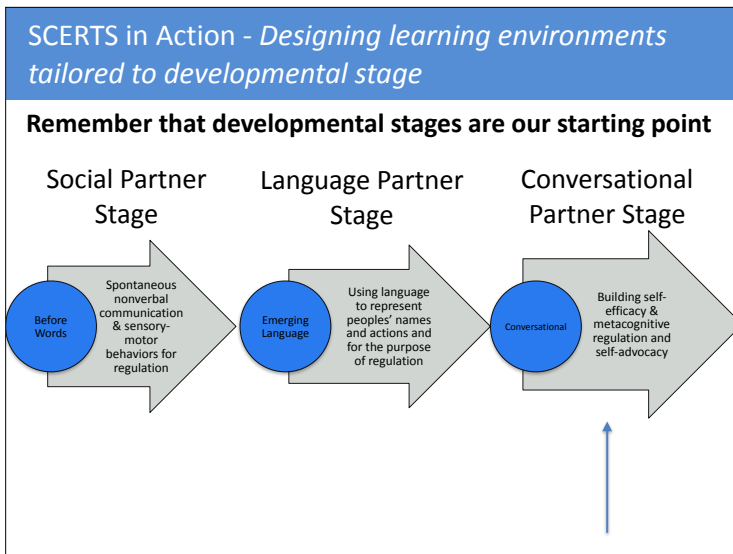 SCERTS in Action - Designing learning environments
tailored to developmental stage
Remember that developmental stages are our starting point
Social Partner
Stage
Before
Words
Spontaneous
nonverbal
communication
& sensory-
motor
behaviors for
regulation
Language Partner
Stage
Emerging
Language
Using language
to represent
peoples’ names
and actions and
for the purpose
of regulation
Conversational
Partner Stage
Conversational
Building self-
efficacy &
metacognitive
regulation and
self-advocacy